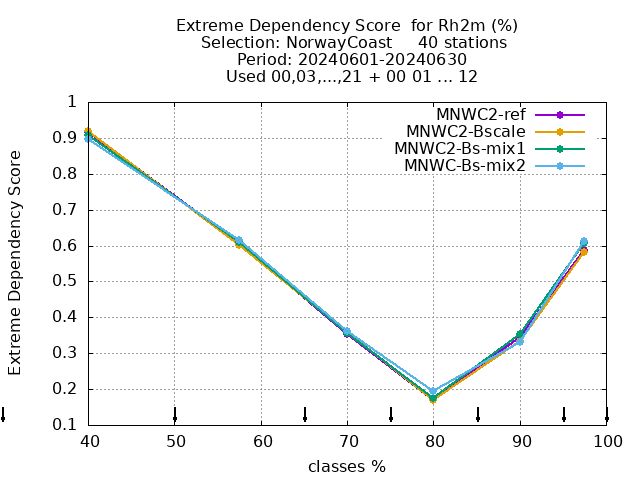 Extreme Dependency Score  for Rh2m (%)
Selection: NorwayCoast     40 stations
Period: 20240601-20240630
Used 00,03,...,21 + 00 01 ... 12
MNWC2-ref
MNWC2-Bscale
MNWC2-Bs-mix1
MNWC-Bs-mix2
Extreme Dependency Score
1
0.9
0.8
0.7
0.6
0.5
0.4
0.3
0.2
0.1
40 50 60 70 80 90 100
classes %